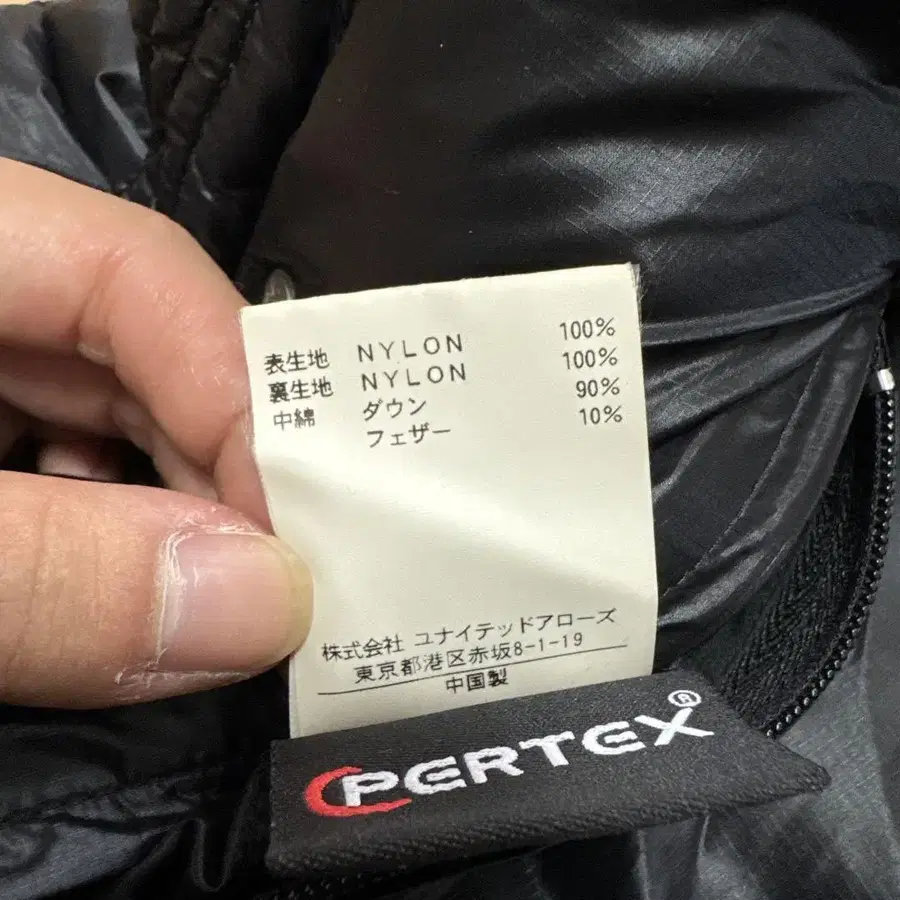 表生地 NYLON 100%
裏生地 NYLON 100%
中綿 ダウン 90%
フェザー 10%
株式会社 ユナイテッドアローズ
東京都港区赤坂8-1-19
中国製
PERTEX®